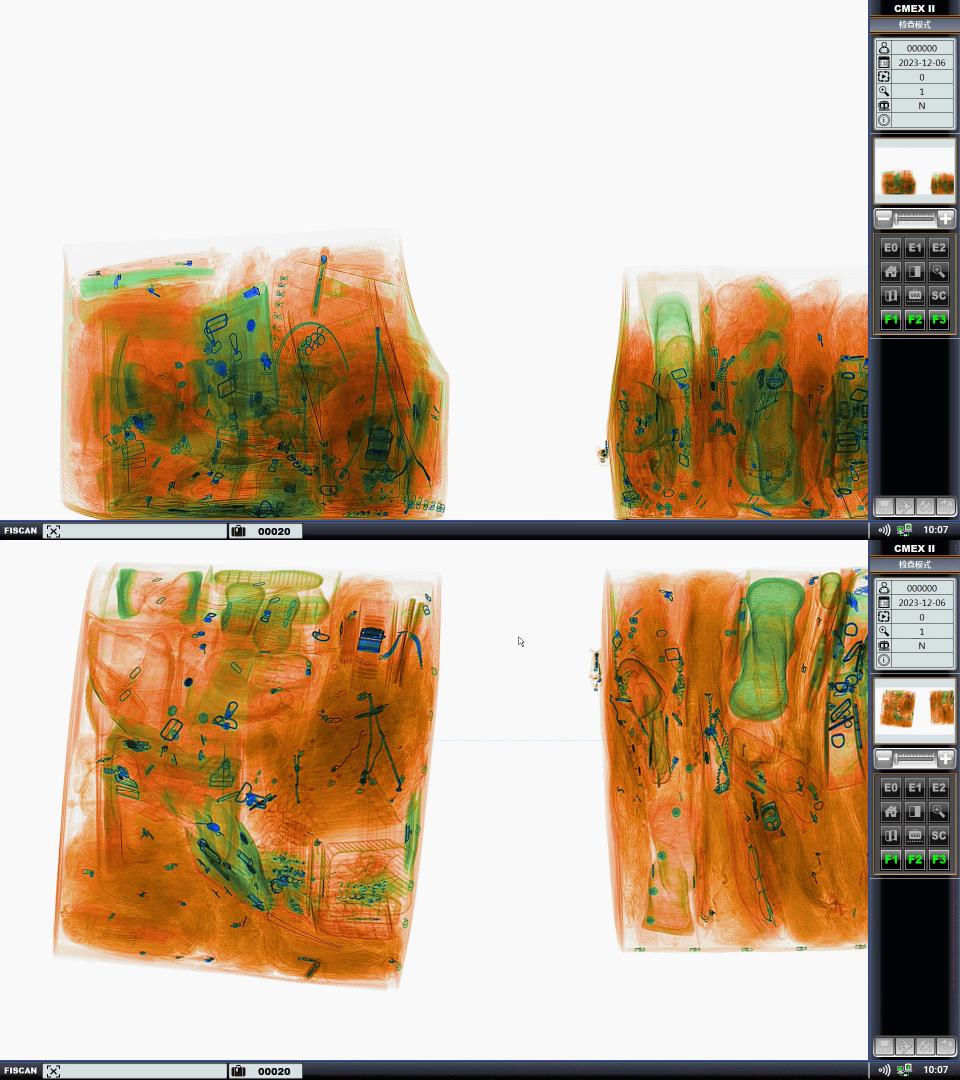 CMEX II
检查模式
000000
2023-12-06
0
1
N
E0 E1 E2
SC
F1 F2 F3
FISCAN
00020
10:07
CMEX II
检查模式
000000
2023-12-06
0
1
N
E0 E1 E2
SC
F1 F2 F3
FISCAN
00020
10:07